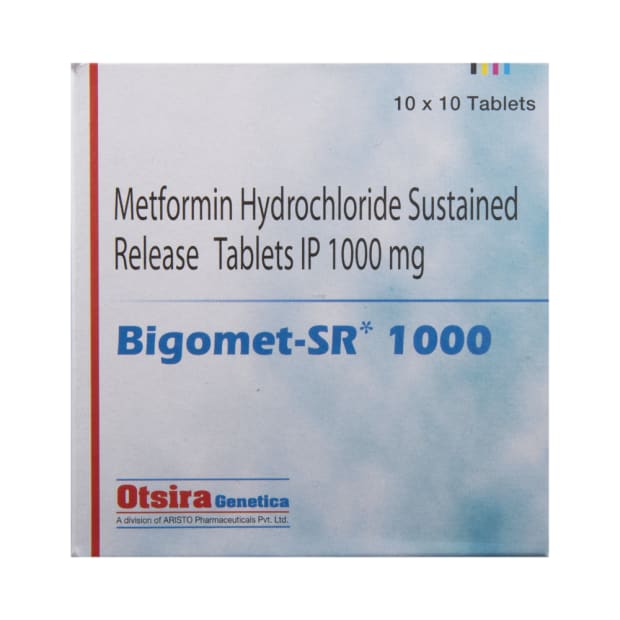 10 x 10 Tablets
Metformin Hydrochloride Sustained
Release Tablets IP 1000 mg
Bigomet-SR* 1000
Otsira Genetica
A division of ARISTO Pharmaceuticals Pvt. Ltd.